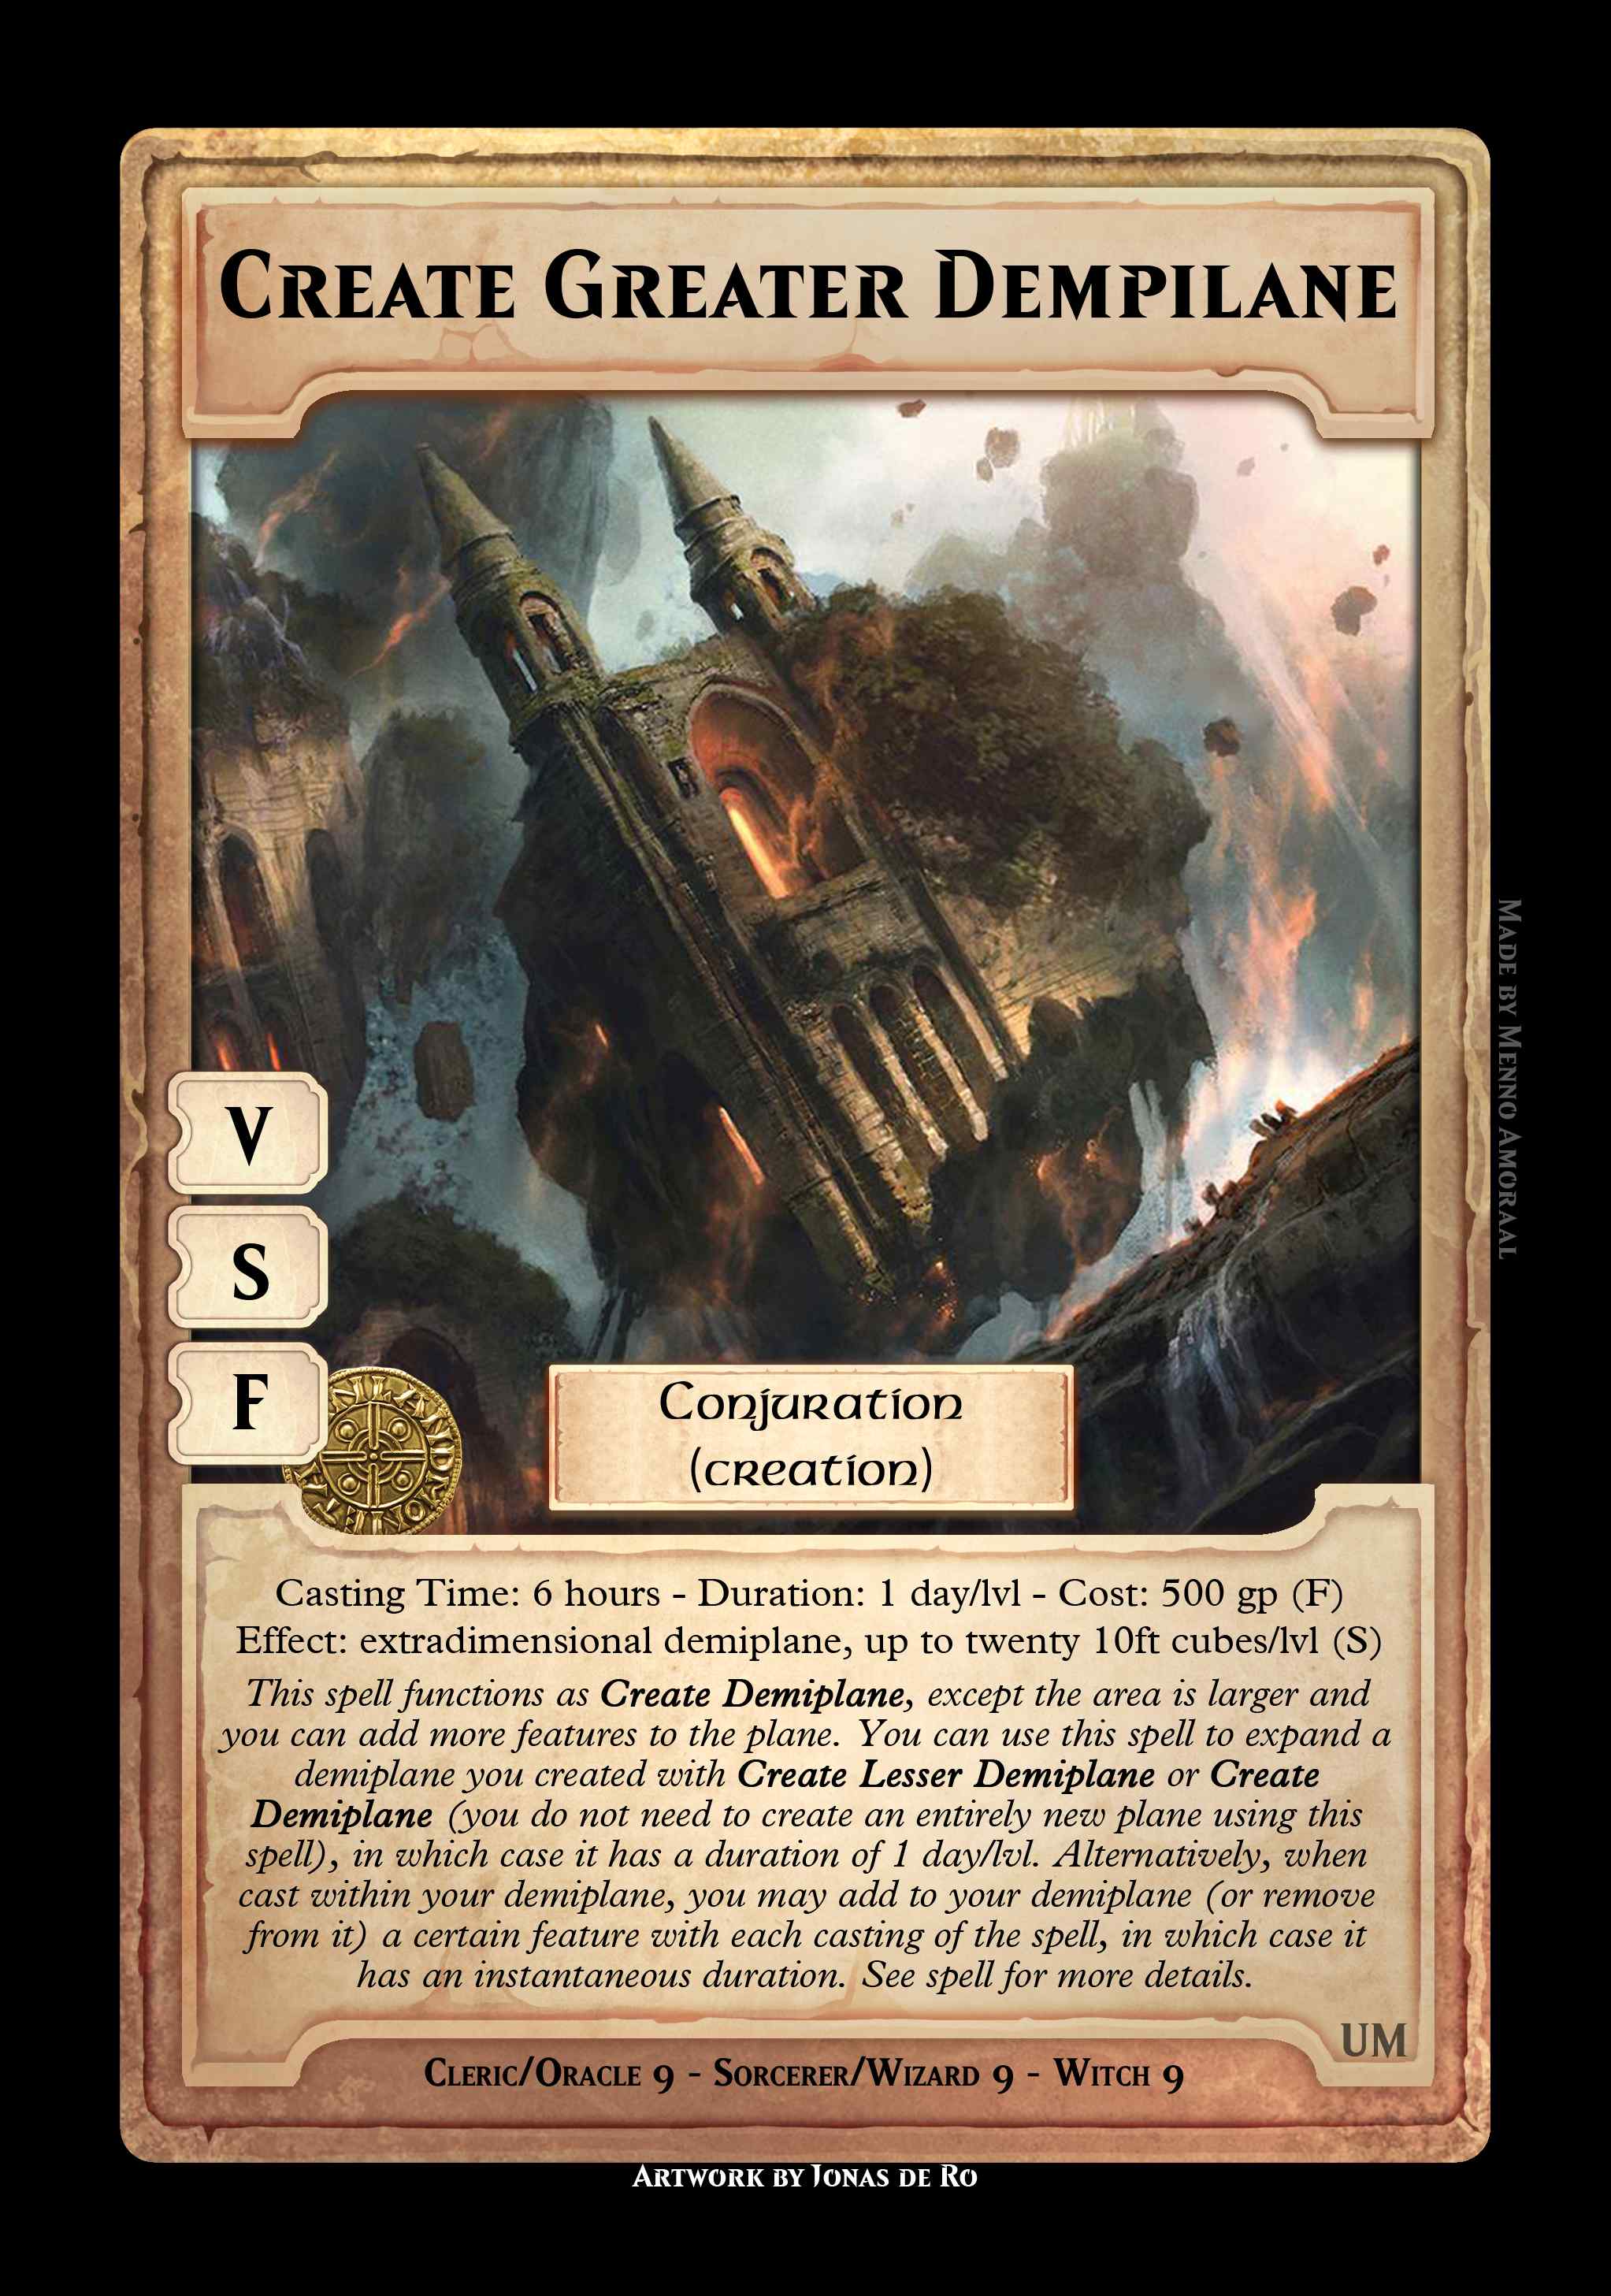 Create Greater Dempilane
V
S
F
Conjuration
(creation)
Casting Time: 6 hours - Duration: 1 day/lvl - Cost: 500 gp (F)
Effect: extradimensional demiplane, up to twenty 10ft cubes/lvl (S)
This spell functions as Create Demiplane, except the area is larger and
you can add more features to the plane. You can use this spell to expand a
demiplane you created with Create Lesser Demiplane or Create
Demiplane (you do not need to create an entirely new plane using this
spell), in which case it has a duration of 1 day/lvl. Alternatively, when
cast within your demiplane, you may add to your demiplane (or remove
from it) a certain feature with each casting of the spell, in which case it
has an instantaneous duration. See spell for more details.
UM
Cleric/Oracle 9 - Sorcerer/Wizard 9 - Witch 9
Artwork by Jonas de Ro
Made by Menno Amoraal